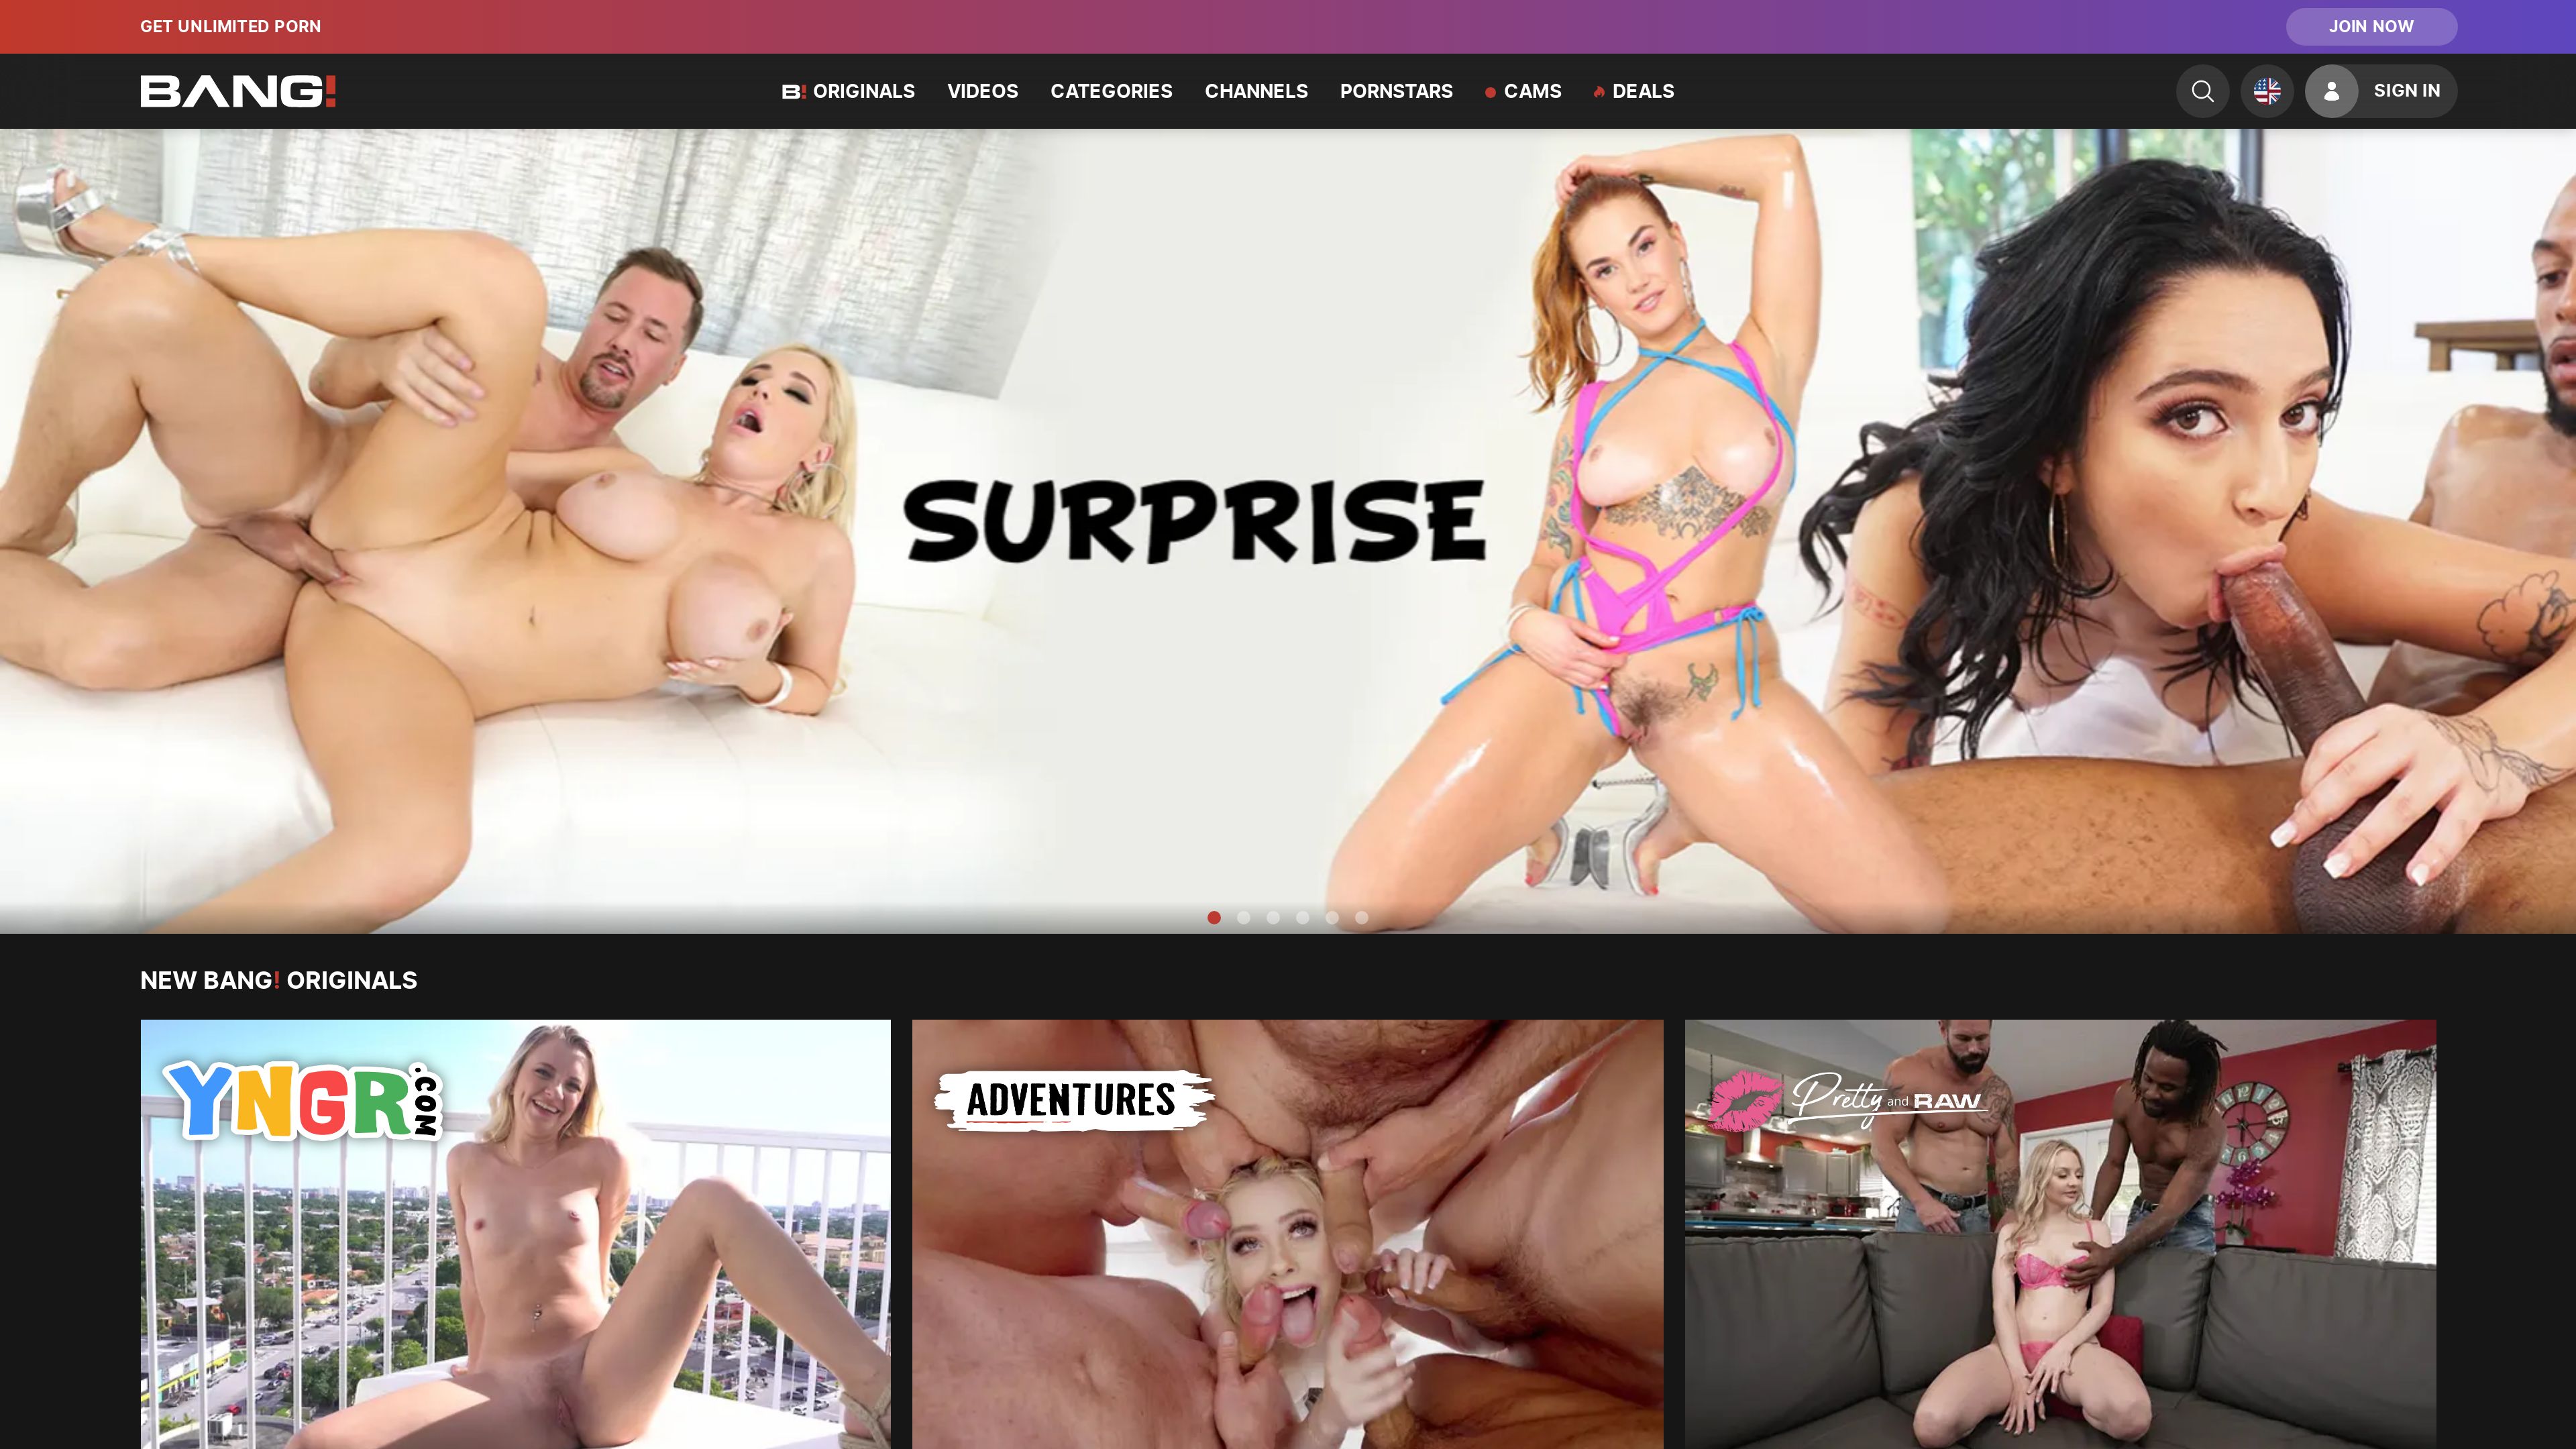 GET UNLIMITED PORN
JOIN NOW
BANG!
B! ORIGINALS
VIDEOS
CATEGORIES
CHANNELS
PORNSTARS
CAMS
DEALS
SIGN IN
SURPRISE
NEW BANG! ORIGINALS
YNGR.COM
ADVENTURES
Pretty and RAW